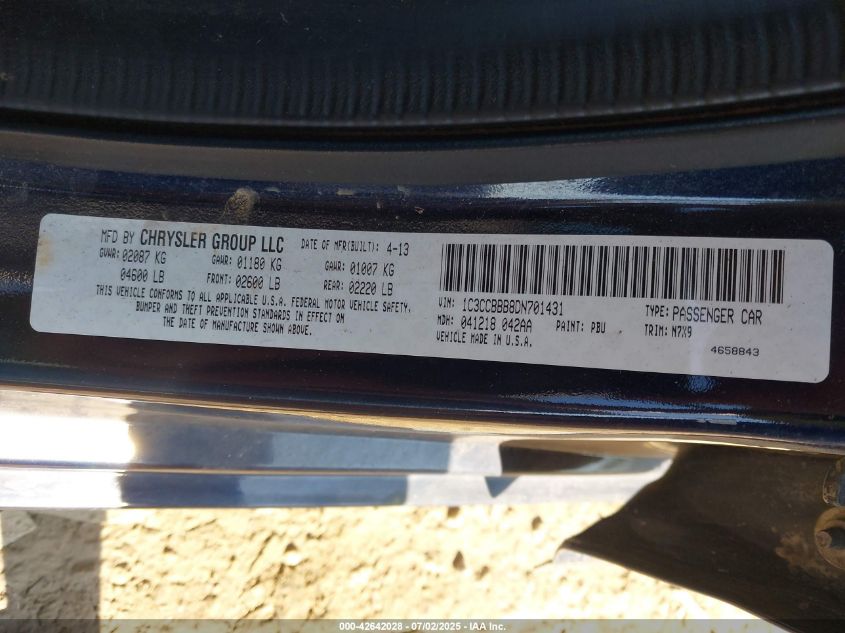 MFD BY CHRYSLER GROUP LLC DATE OF MFR(BUILT): 4-13
GVWR: 02087 KG GAWR: 01180 KG GAWR: 01007 KG
04600 LB FRONT: 02600 LB REAR: 02220 LB
THIS VEHICLE CONFORMS TO ALL APPLICABLE U.S.A. FEDERAL MOTOR VEHICLE SAFETY,
BUMPER AND THEFT PREVENTION STANDARDS IN EFFECT ON
THE DATE OF MANUFACTURE SHOWN ABOVE.
VIN: 1C3CCBBB8DN701431 TYPE: PASSENGER CAR
MDH: 041218 042AA PAINT: PBU TRIM: N7X9
VEHICLE MADE IN U.S.A. 4658843
000-42642028 - 07/02/2025 - IAA Inc.